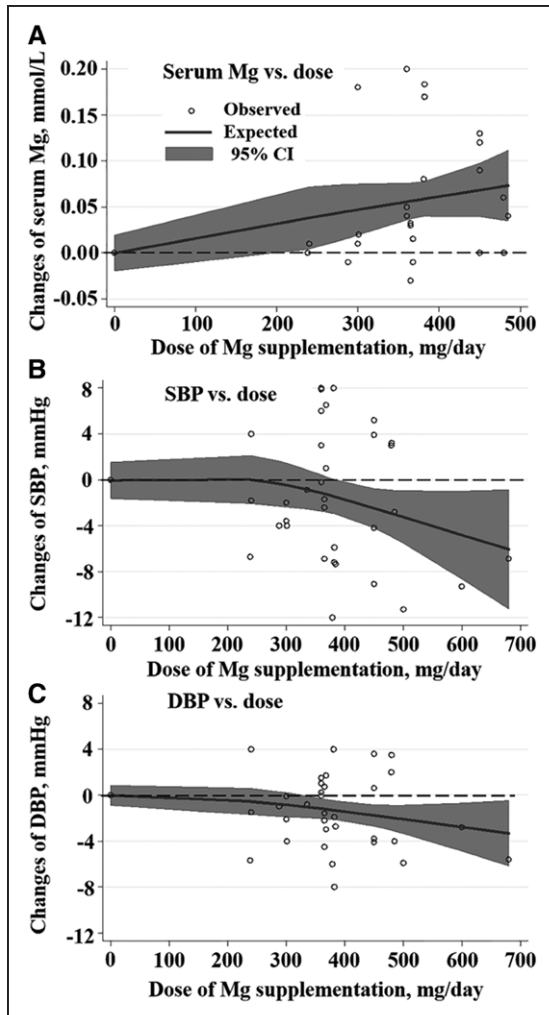 A
Changes of serum Mg, mmol/L
0.20
0.15
0.10
0.05
0.00
-0.05
Serum Mg vs. dose
Observed
Expected
95% CI
0 100 200 300 400 500
Dose of Mg supplementation, mg/day
B
Changes of SBP, mmHg
8
4
0
-4
-8
-12
SBP vs. dose
0 100 200 300 400 500 600 700
Dose of Mg supplementation, mg/day
C
Changes of DBP, mmHg
8
4
0
-4
-8
-12
DBP vs. dose
0 100 200 300 400 500 600 700
Dose of Mg supplementation, mg/day